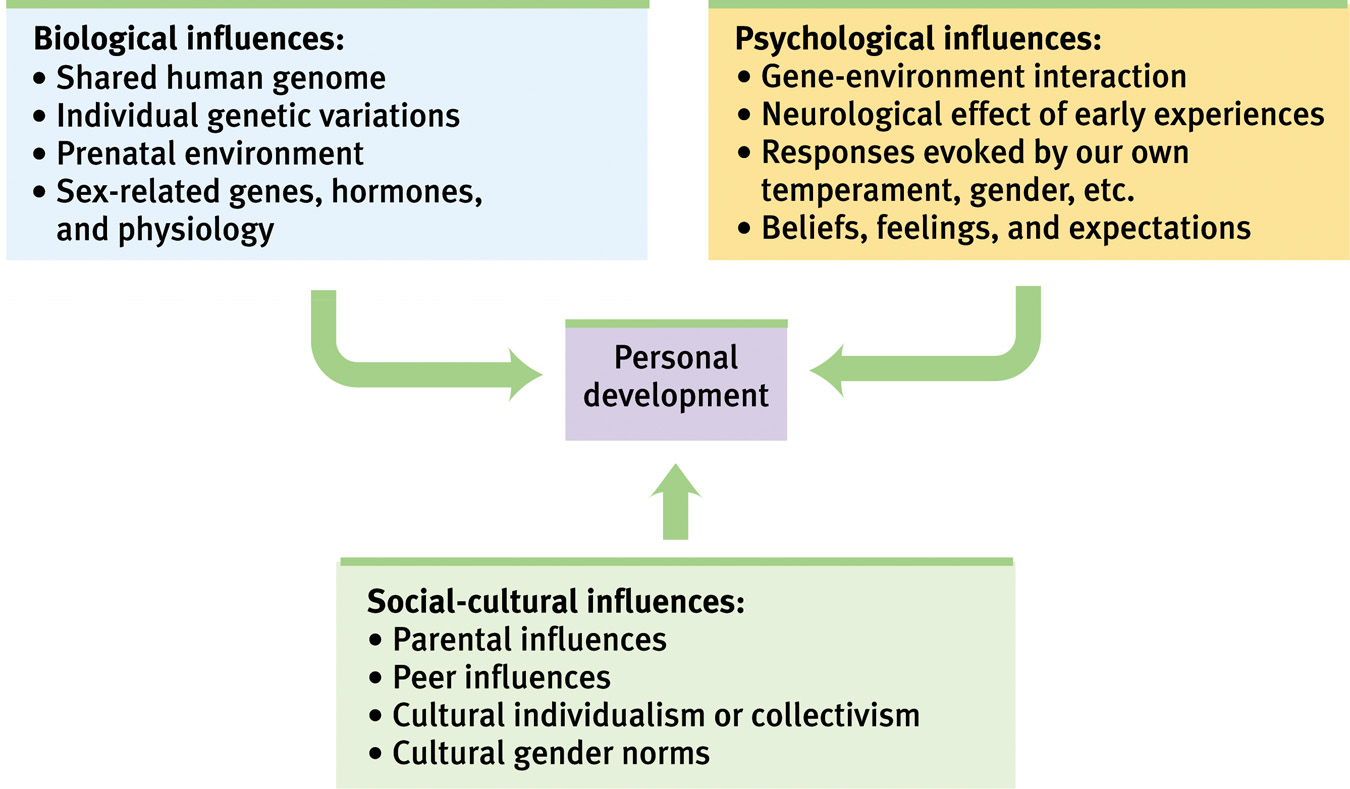 Biological influences:
• Shared human genome
• Individual genetic variations
• Prenatal environment
• Sex-related genes, hormones,
and physiology
Psychological influences:
• Gene-environment interaction
• Neurological effect of early experiences
• Responses evoked by our own
temperament, gender, etc.
• Beliefs, feelings, and expectations
Personal
development
Social-cultural influences:
• Parental influences
• Peer influences
• Cultural individualism or collectivism
• Cultural gender norms